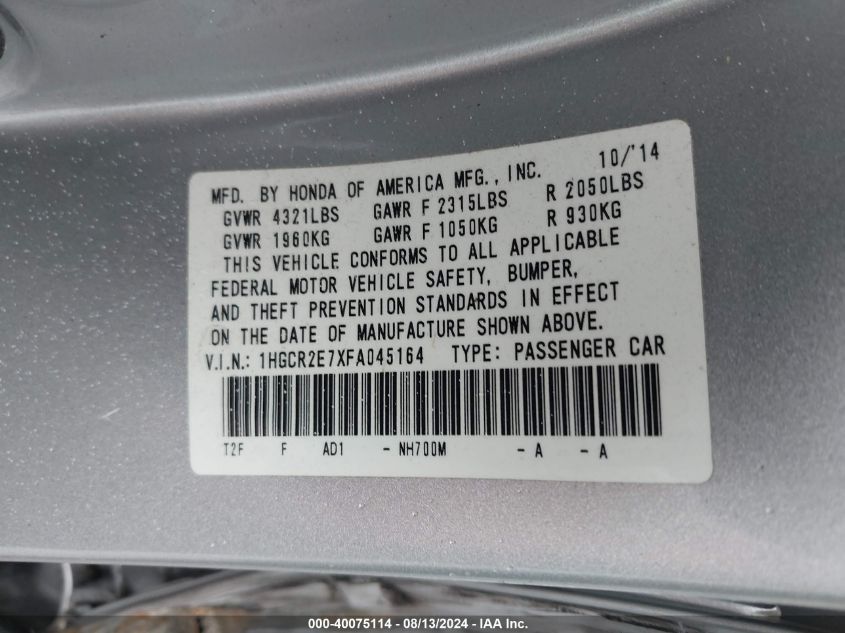 10/'14
MFD. BY HONDA OF AMERICA MFG., INC.
GVWR 4321LBS GAWR F 2315LBS R 2050LBS
GVWR 1960KG GAWR F 1050KG R 930KG
THIS VEHICLE CONFORMS TO ALL APPLICABLE
FEDERAL MOTOR VEHICLE SAFETY, BUMPER,
AND THEFT PREVENTION STANDARDS IN EFFECT
ON THE DATE OF MANUFACTURE SHOWN ABOVE.
V.I.N.: 1HGCR2E7XFA045164 TYPE: PASSENGER CAR
T2F F AD1 - NH700M - A - A
000-40075114 - 08/13/2024 - IAA Inc.